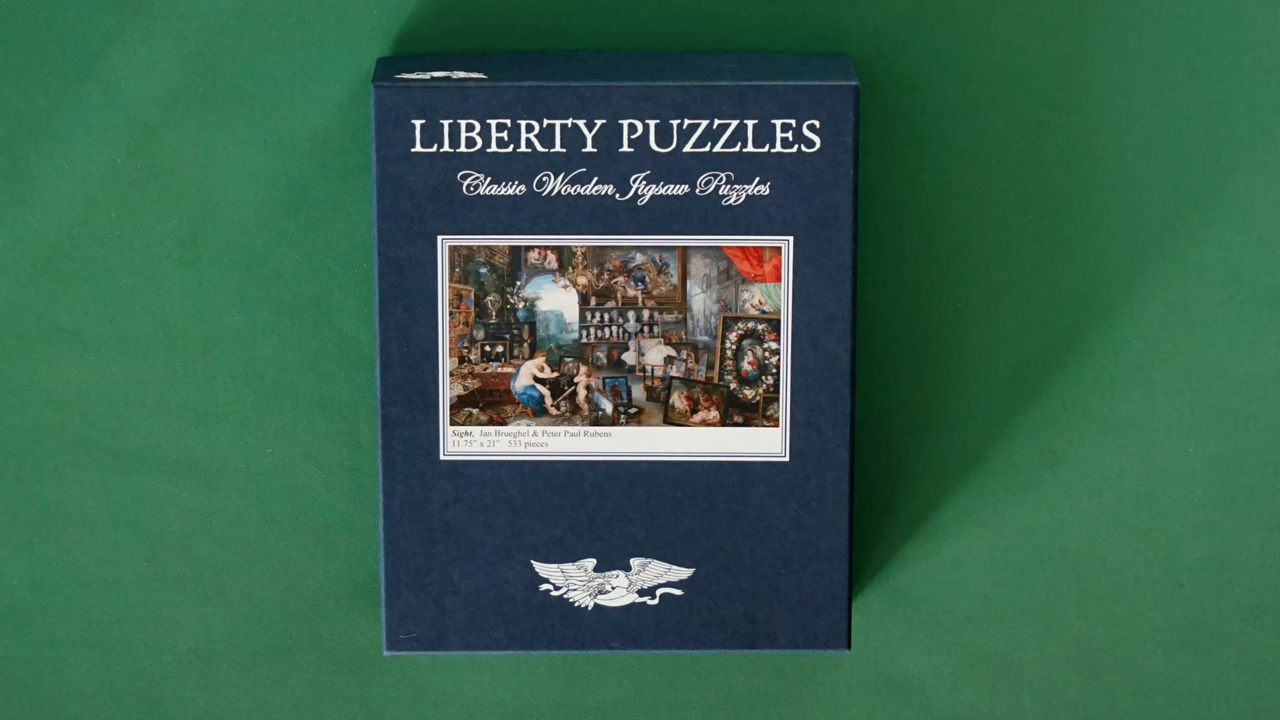 LIBERTY PUZZLES
Classic Wooden Jigsaw Puzzles
Sight, Jan Brueghel & Peter Paul Rubens
11.75" x 21" 533 pieces